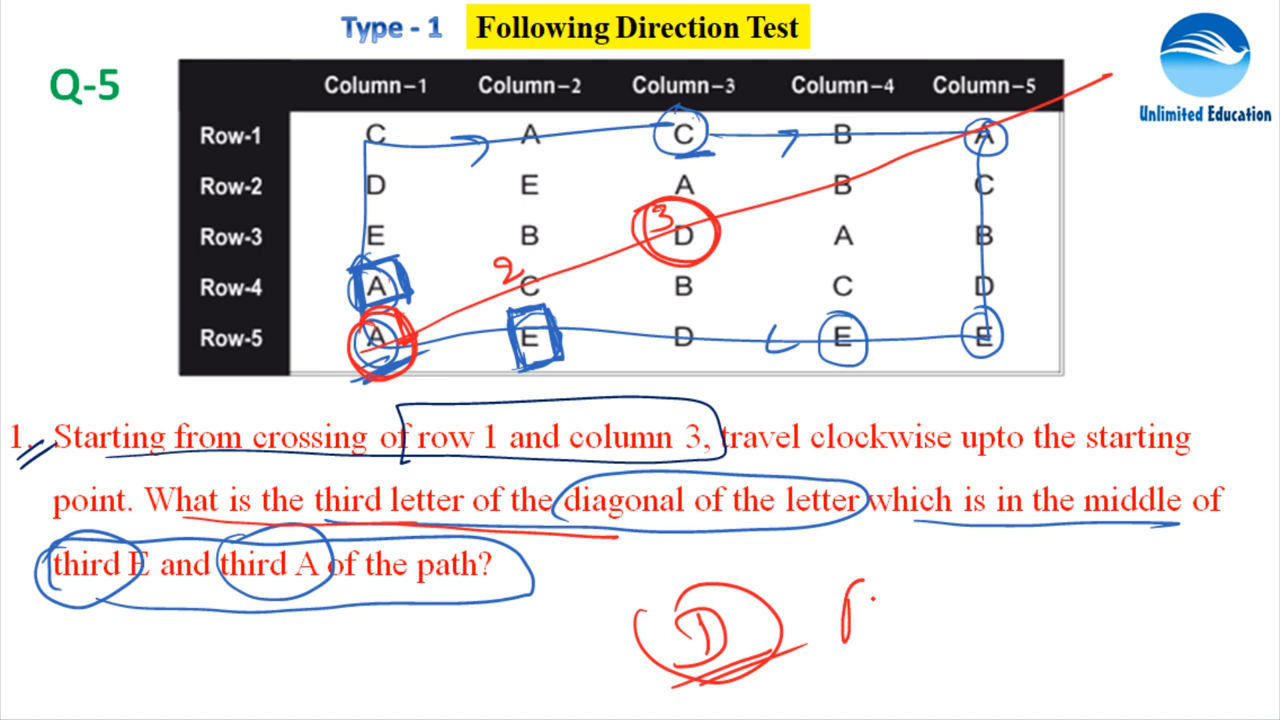 Type - 1 Following Direction Test
Unlimited Education
Q-5
Column–1 Column–2 Column–3 Column–4 Column–5
Row-1 C A C B A
Row-2 D E A B C
Row-3 E B 3 D A B
Row-4 A 2 C B C D
Row-5 A E D E E
1. Starting from crossing of row 1 and column 3, travel clockwise upto the starting
point. What is the third letter of the diagonal of the letter which is in the middle of
third E and third A of the path?
D